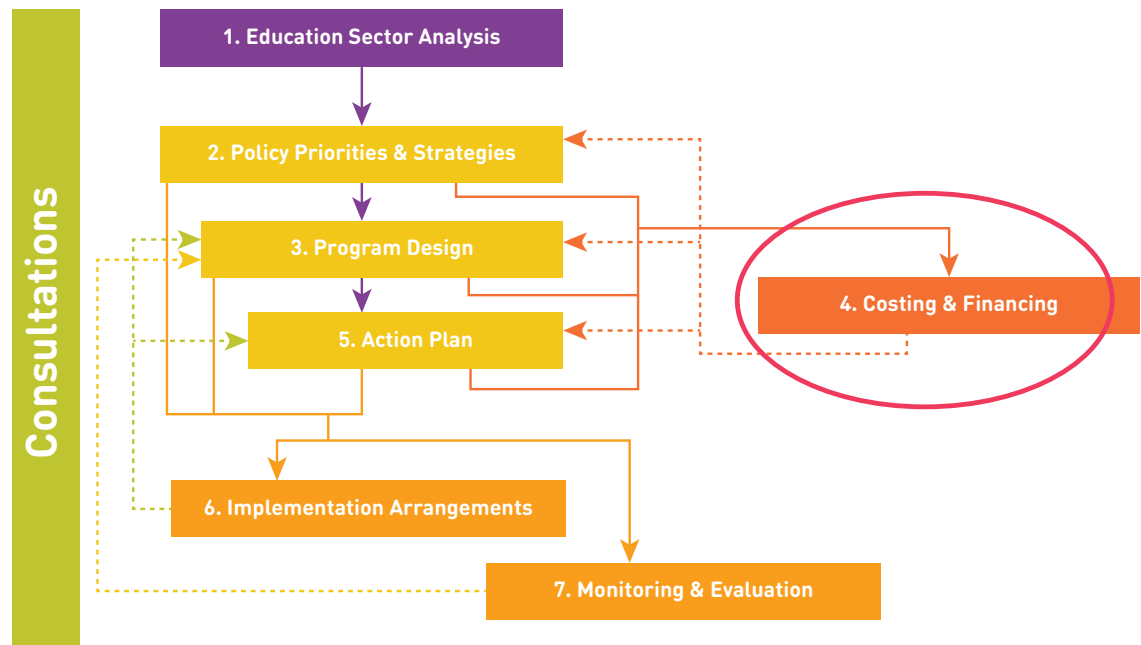 Consultations
1. Education Sector Analysis
2. Policy Priorities & Strategies
3. Program Design
4. Costing & Financing
5. Action Plan
6. Implementation Arrangements
7. Monitoring & Evaluation